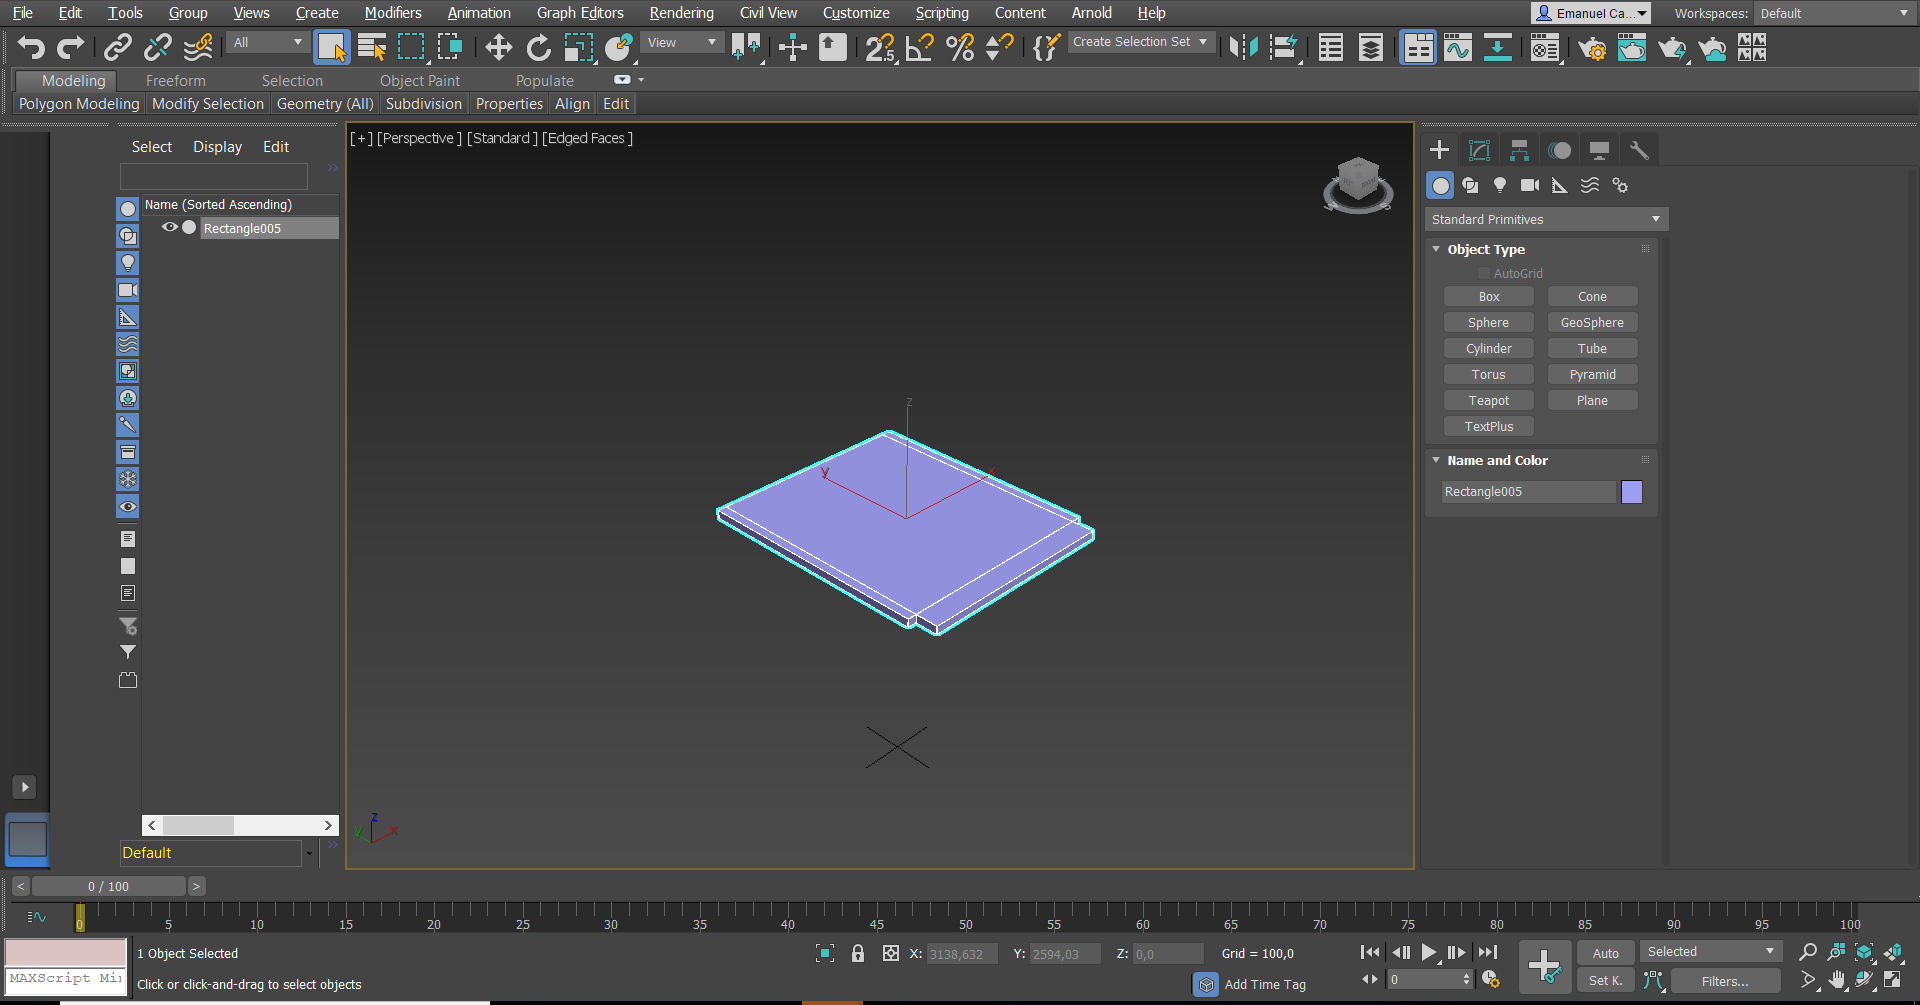 File Edit Tools Group Views Create Modifiers Animation Graph Editors Rendering Civil View Customize Scripting Content Arnold Help Emanuel Ca... Workspaces: Default
All View Create Selection Set
Modeling Freeform Selection Object Paint Populate
Polygon Modeling Modify Selection Geometry (All) Subdivision Properties Align Edit
Select Display Edit
[+] [Perspective] [Standard] [Edged Faces]
Name (Sorted Ascending)
Rectangle005
Standard Primitives
Object Type
AutoGrid
Box Cone
Sphere GeoSphere
Cylinder Tube
Torus Pyramid
Teapot Plane
TextPlus
Name and Color
Rectangle005
z
y
z
y x
Default
0 / 100
0 5 10 15 20 25 30 35 40 45 50 55 60 65 70 75 80 85 90 95 100
1 Object Selected X: 3138,632 Y: 2594,03 Z: 0,0 Grid = 100,0 Auto Selected
MAXScript Mi
Click or click-and-drag to select objects Add Time Tag 0 Set K. Filters...